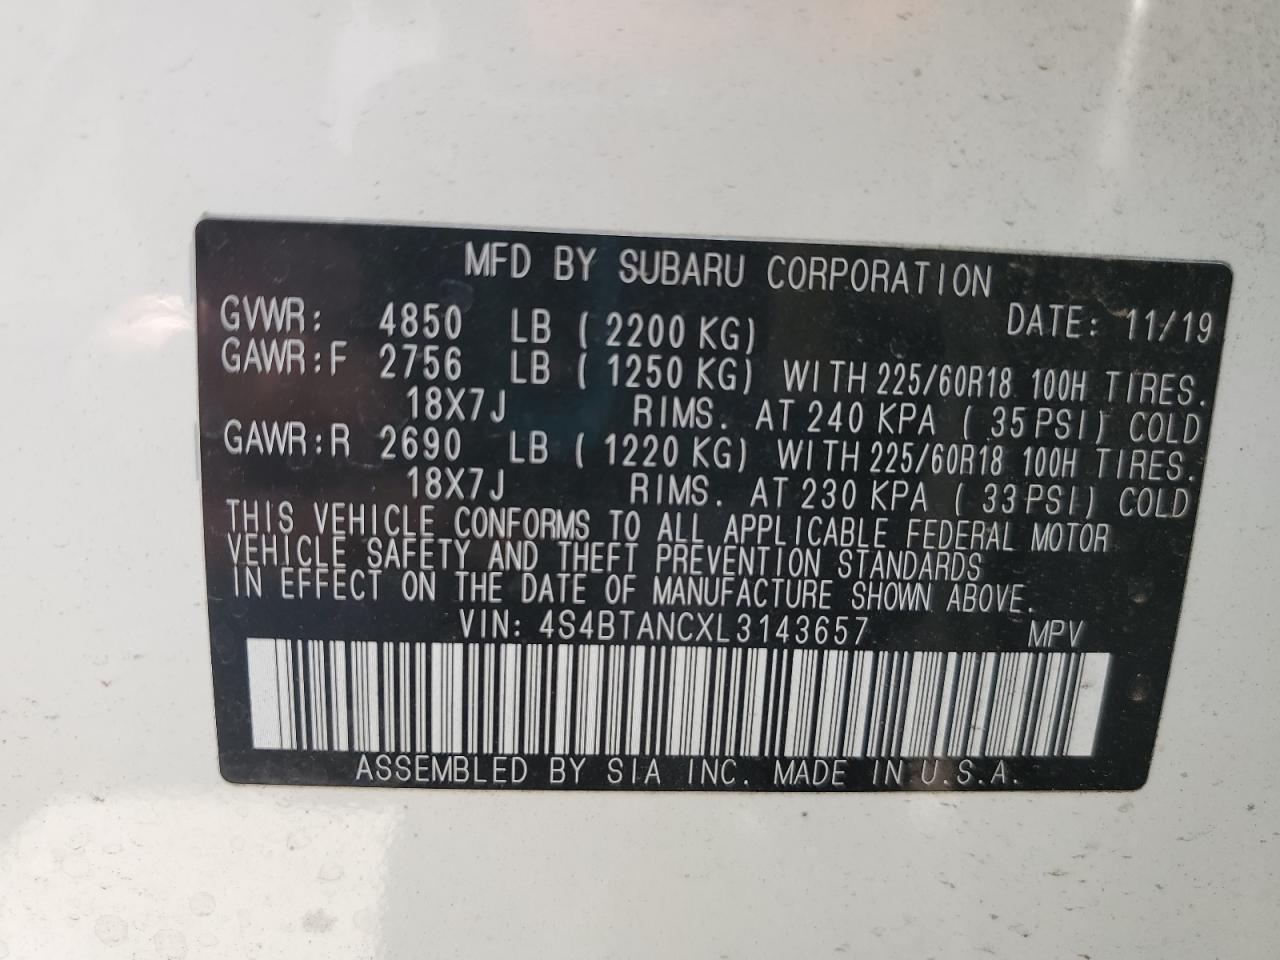 MFD BY SUBARU CORPORATION
GVWR: 4850 LB ( 2200 KG) DATE: 11/19
GAWR:F 2756 LB ( 1250 KG) WITH 225/60R18 100H TIRES.
18X7J RIMS. AT 240 KPA ( 35 PSI) COLD
GAWR:R 2690 LB ( 1220 KG) WITH 225/60R18 100H TIRES.
18X7J RIMS. AT 230 KPA ( 33 PSI) COLD
THIS VEHICLE CONFORMS TO ALL APPLICABLE FEDERAL MOTOR
VEHICLE SAFETY AND THEFT PREVENTION STANDARDS
IN EFFECT ON THE DATE OF MANUFACTURE SHOWN ABOVE.
VIN: 4S4BTANCXL3143657 MPV
ASSEMBLED BY SIA INC. MADE IN U.S.A.